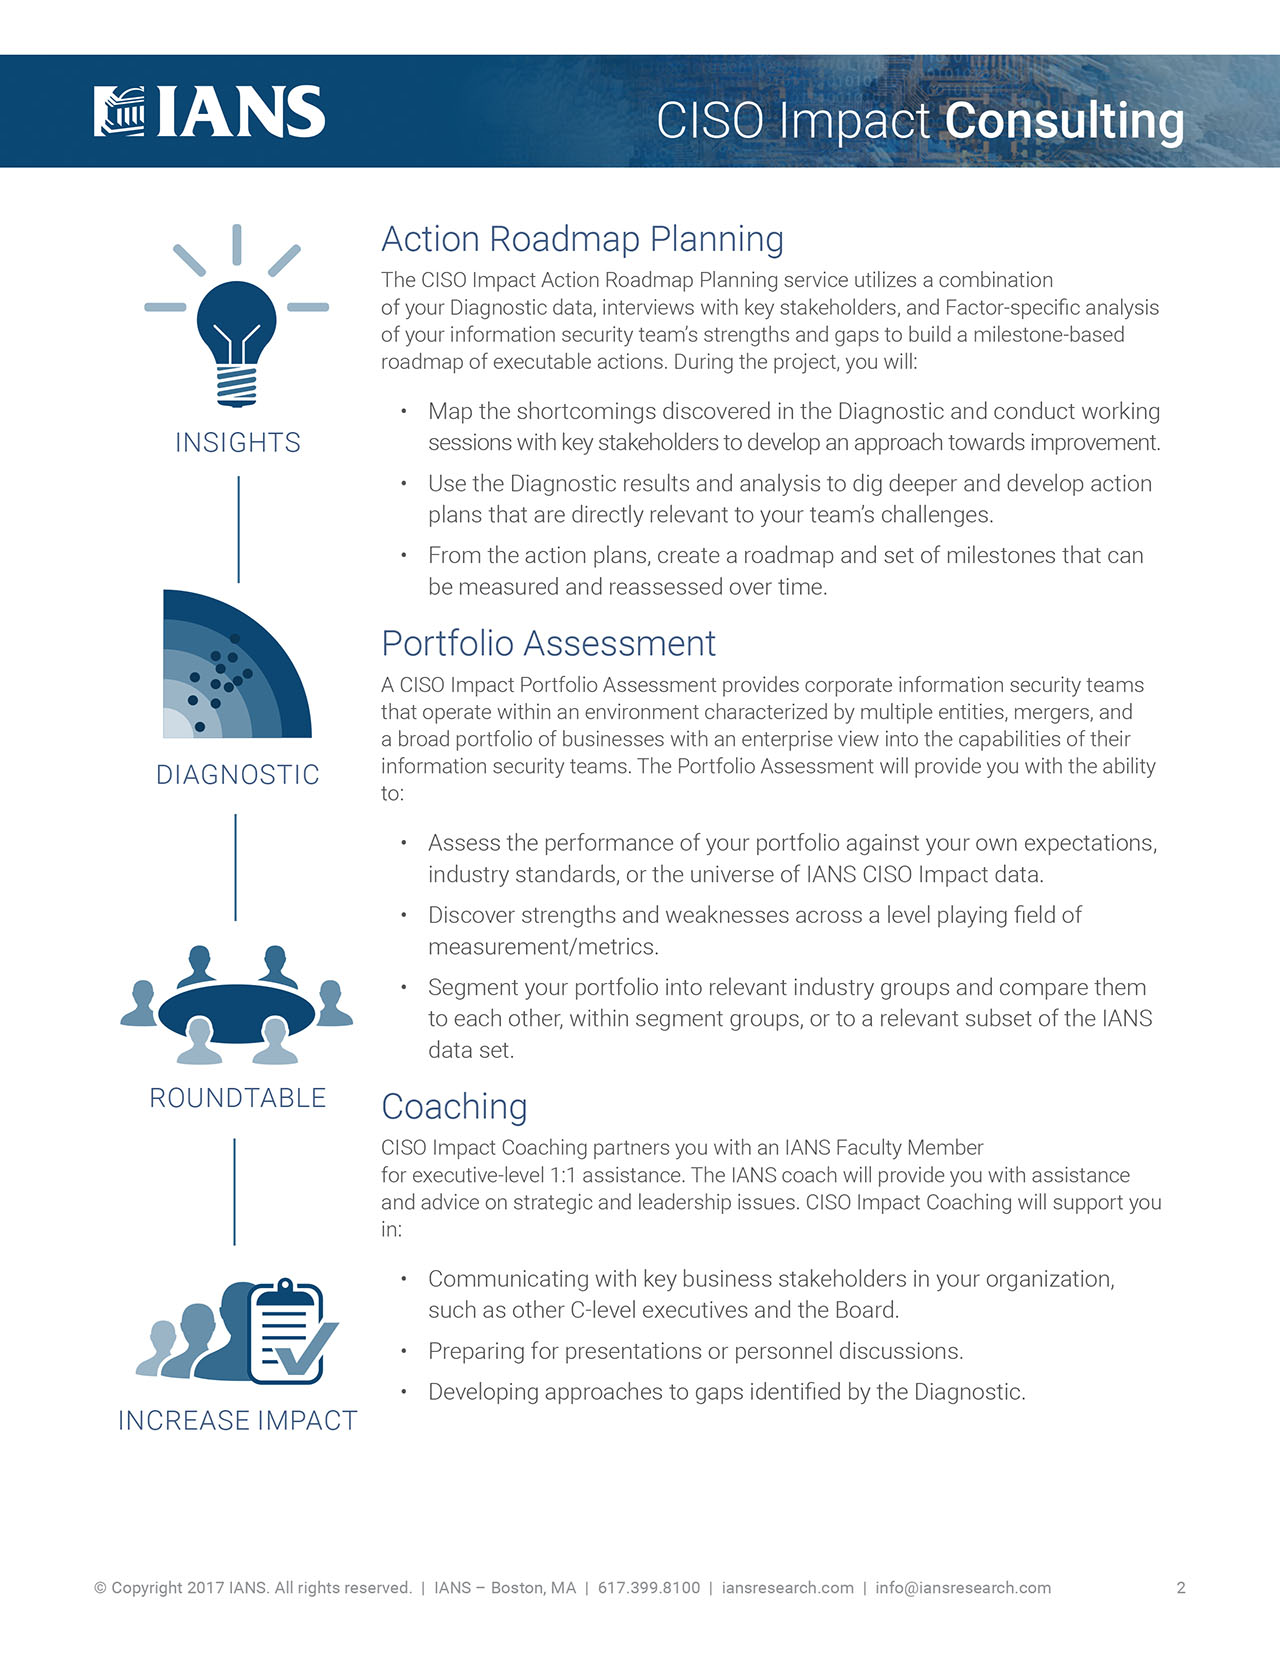 IANS
CISO Impact Consulting
INSIGHTS
DIAGNOSTIC
ROUNDTABLE
INCREASE IMPACT
Action Roadmap Planning
The CISO Impact Action Roadmap Planning service utilizes a combination
of your Diagnostic data, interviews with key stakeholders, and Factor-specific analysis
of your information security team’s strengths and gaps to build a milestone-based
roadmap of executable actions. During the project, you will:
• Map the shortcomings discovered in the Diagnostic and conduct working
sessions with key stakeholders to develop an approach towards improvement.
• Use the Diagnostic results and analysis to dig deeper and develop action
plans that are directly relevant to your team’s challenges.
• From the action plans, create a roadmap and set of milestones that can
be measured and reassessed over time.
Portfolio Assessment
A CISO Impact Portfolio Assessment provides corporate information security teams
that operate within an environment characterized by multiple entities, mergers, and
a broad portfolio of businesses with an enterprise view into the capabilities of their
information security teams. The Portfolio Assessment will provide you with the ability
to:
• Assess the performance of your portfolio against your own expectations,
industry standards, or the universe of IANS CISO Impact data.
• Discover strengths and weaknesses across a level playing field of
measurement/metrics.
• Segment your portfolio into relevant industry groups and compare them
to each other, within segment groups, or to a relevant subset of the IANS
data set.
Coaching
CISO Impact Coaching partners you with an IANS Faculty Member
for executive-level 1:1 assistance. The IANS coach will provide you with assistance
and advice on strategic and leadership issues. CISO Impact Coaching will support you
in:
• Communicating with key business stakeholders in your organization,
such as other C-level executives and the Board.
• Preparing for presentations or personnel discussions.
• Developing approaches to gaps identified by the Diagnostic.
© Copyright 2017 IANS. All rights reserved. | IANS – Boston, MA | 617.399.8100 | iansresearch.com | info@iansresearch.com 2